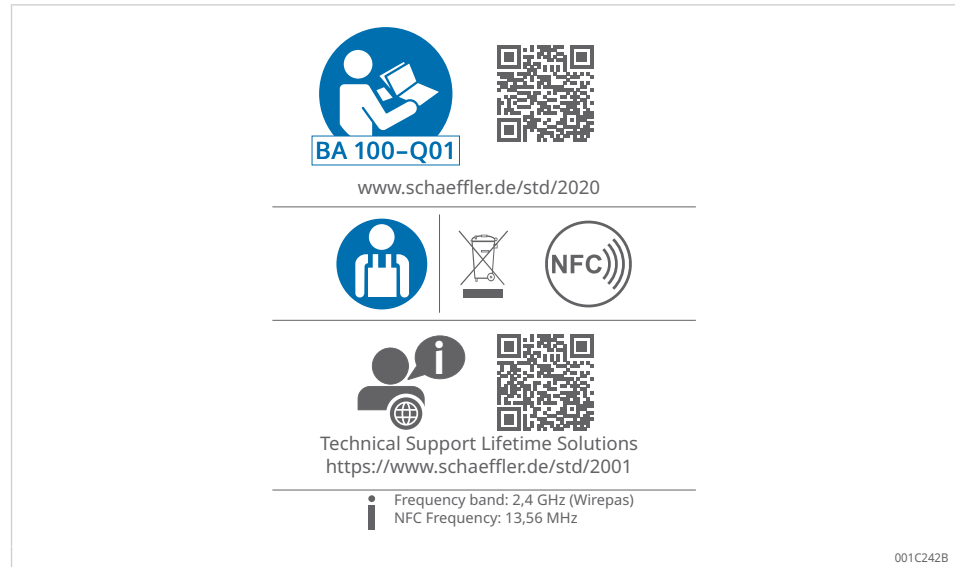 BA 100–Q01
www.schaeffler.de/std/2020
NFC
i
Technical Support Lifetime Solutions
https://www.schaeffler.de/std/2001
i
Frequency band: 2,4 GHz (Wirepas)
NFC Frequency: 13,56 MHz
001C242B